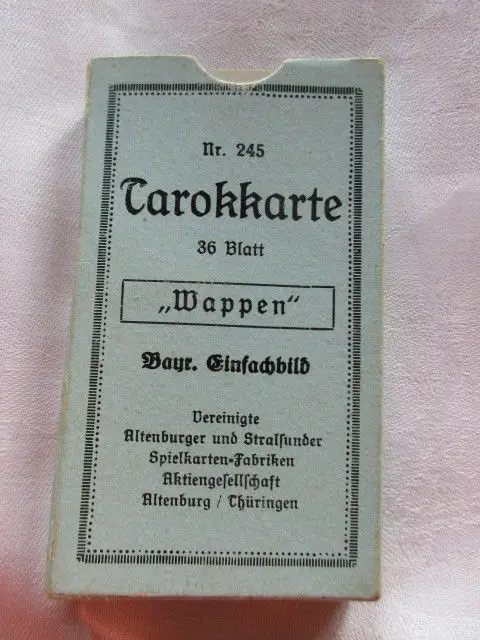 Nr. 245
Tarokkarte
36 Blatt
„Wappen“
Bayr. Einfachbild
Vereinigte
Altenburger und Stralſunder
Spielkarten-Fabriken
Aktiengeſellſchaft
Altenburg / Thüringen